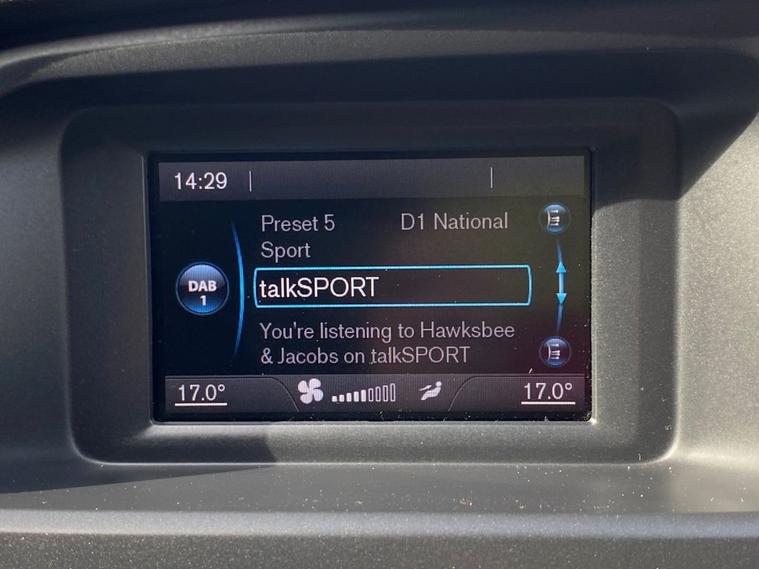 14:29
Preset 5 D1 National
Sport
DAB
1
talkSPORT
You're listening to Hawksbee
& Jacobs on talkSPORT
17.0° 17.0°